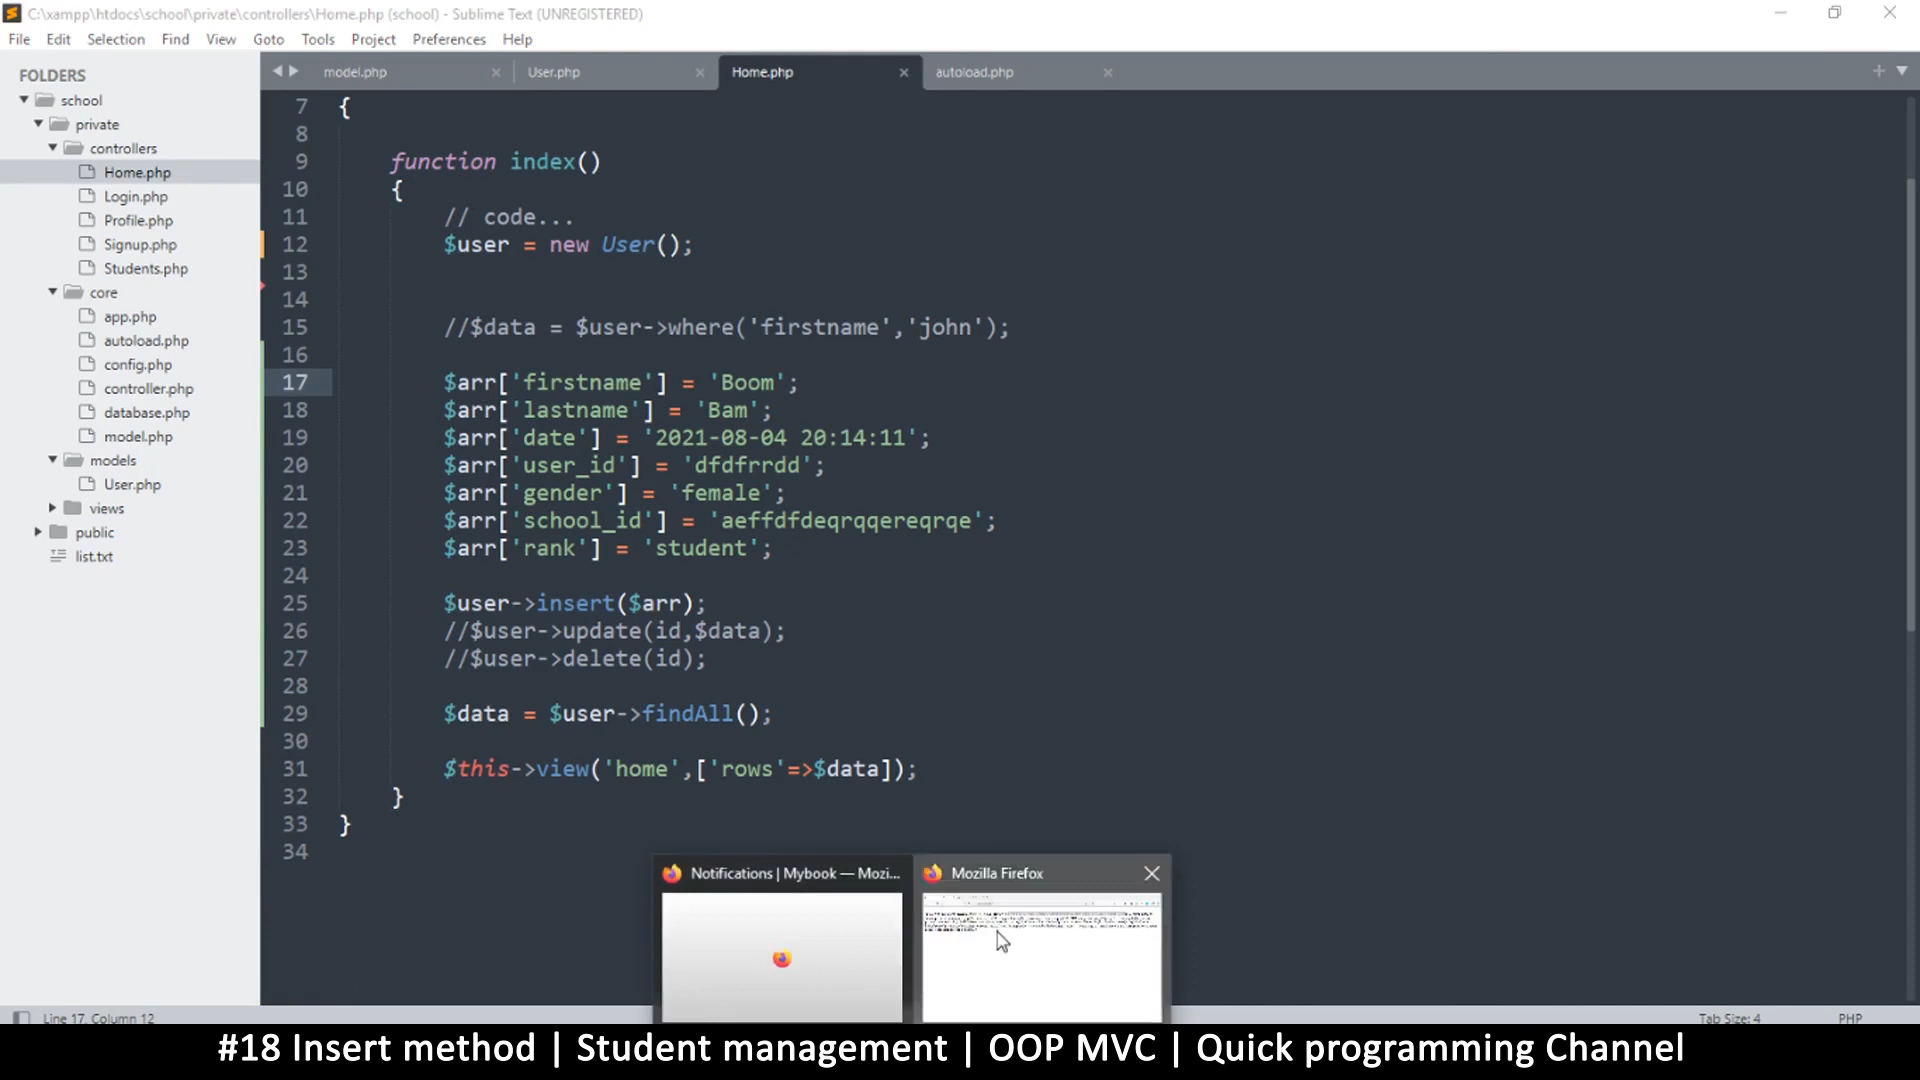 C:\xampp\htdocs\school\private\controllers\Home.php (school) - Sublime Text (UNREGISTERED)
File Edit Selection Find View Goto Tools Project Preferences Help
FOLDERS
school
private
controllers
Home.php
Login.php
Profile.php
Signup.php
Students.php
core
app.php
autoload.php
config.php
controller.php
database.php
model.php
models
User.php
views
public
list.txt
model.php User.php Home.php autoload.php
7 {
8
9 function index()
10 {
11 // code...
12 $user = new User();
13
14
15 //$data = $user->where('firstname','john');
16
17 $arr['firstname'] = 'Boom';
18 $arr['lastname'] = 'Bam';
19 $arr['date'] = '2021-08-04 20:14:11';
20 $arr['user_id'] = 'dfdfrrdd';
21 $arr['gender'] = 'female';
22 $arr['school_id'] = 'aeffdfdeqrqqereqrqe';
23 $arr['rank'] = 'student';
24
25 $user->insert($arr);
26 //$user->update(id,$data);
27 //$user->delete(id);
28
29 $data = $user->findAll();
30
31 $this->view('home',['rows'=>$data]);
32 }
33 }
34
Notifications | Mybook — Mozi...
Mozilla Firefox
Line 17, Column 12
Tab Size: 4 PHP
#18 Insert method | Student management | OOP MVC | Quick programming Channel